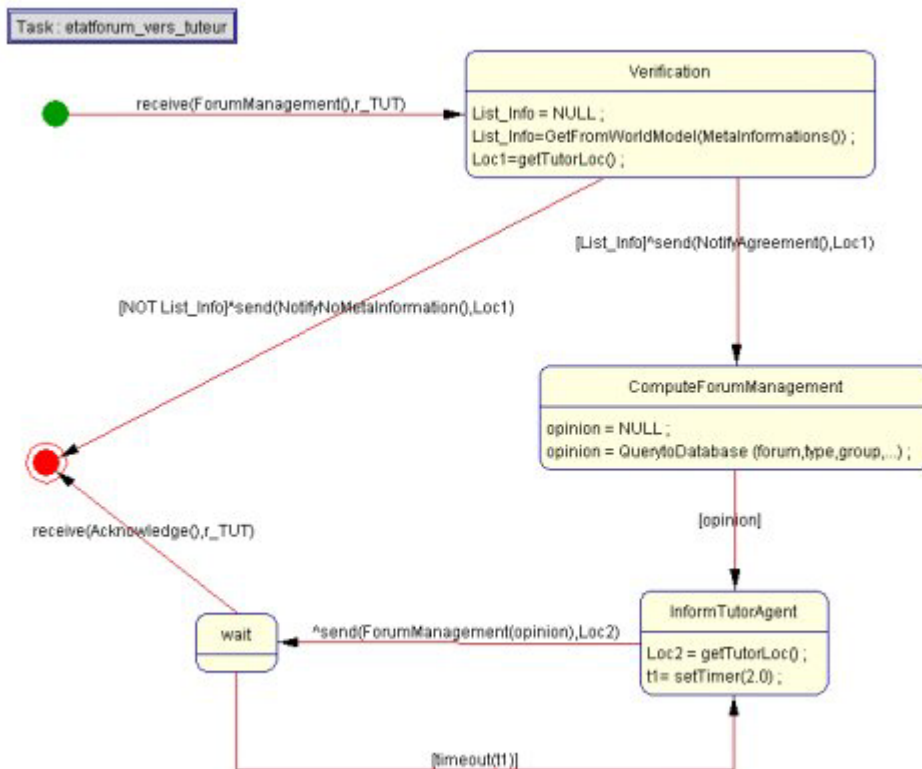 Task : etatforum_vers_tuteur
Verification
receive(ForumManagement(),r_TUT)
List_Info = NULL ;
List_Info=GetFromWorldModel(MetaInformations()) ;
Loc1=getTutorLoc() ;
[List_Info]^send(NotifyAgreement(),Loc1)
[NOT List_Info]^send(NotifyNoMetaInformation(),Loc1)
ComputeForumManagement
opinion = NULL ;
opinion = QuerytoDatabase (forum,type,group,...) ;
[opinion]
receive(Acknowledge(),r_TUT)
InformTutorAgent
wait
^send(ForumManagement(opinion),Loc2)
Loc2 = getTutorLoc() ;
t1= setTimer(2.0) ;
[timeout(t1)]